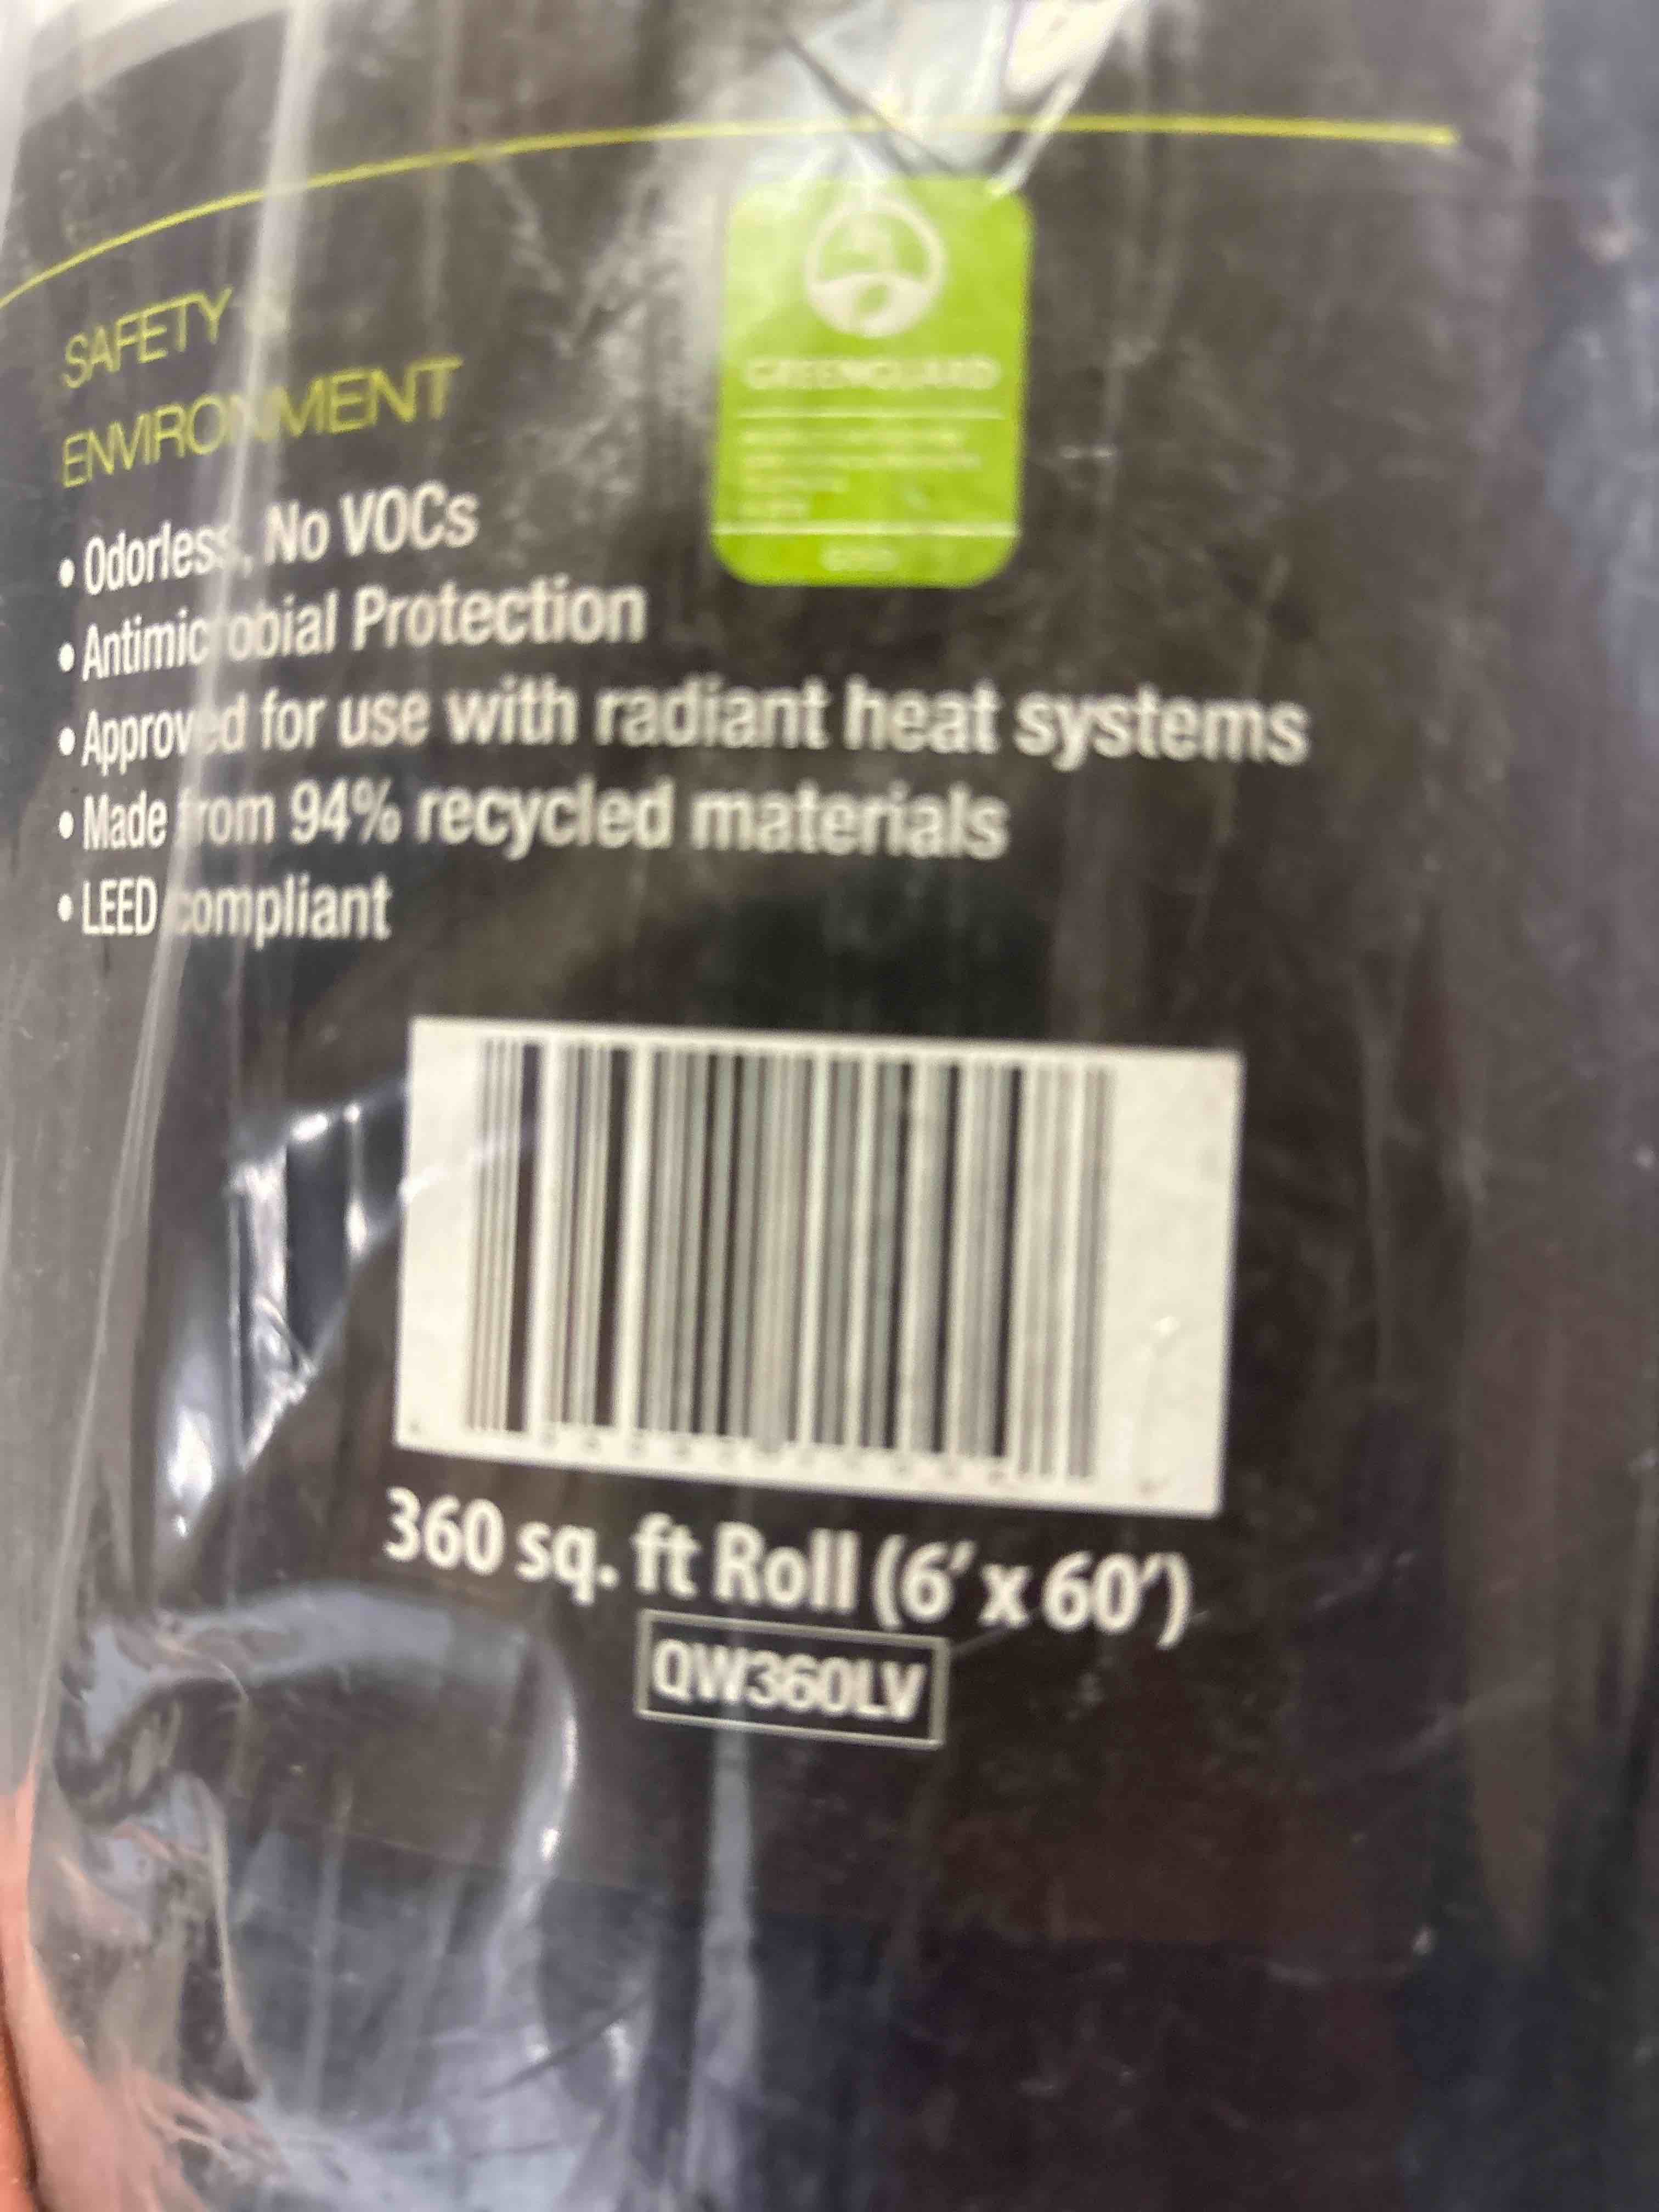 SAFETY &
ENVIRONMENT
• Odorless, No VOCs
• Antimicrobial Protection
• Approved for use with radiant heat systems
• Made from 94% recycled materials
• LEED compliant
GREENGUARD
360 sq. ft Roll (6' x 60')
QW360LV